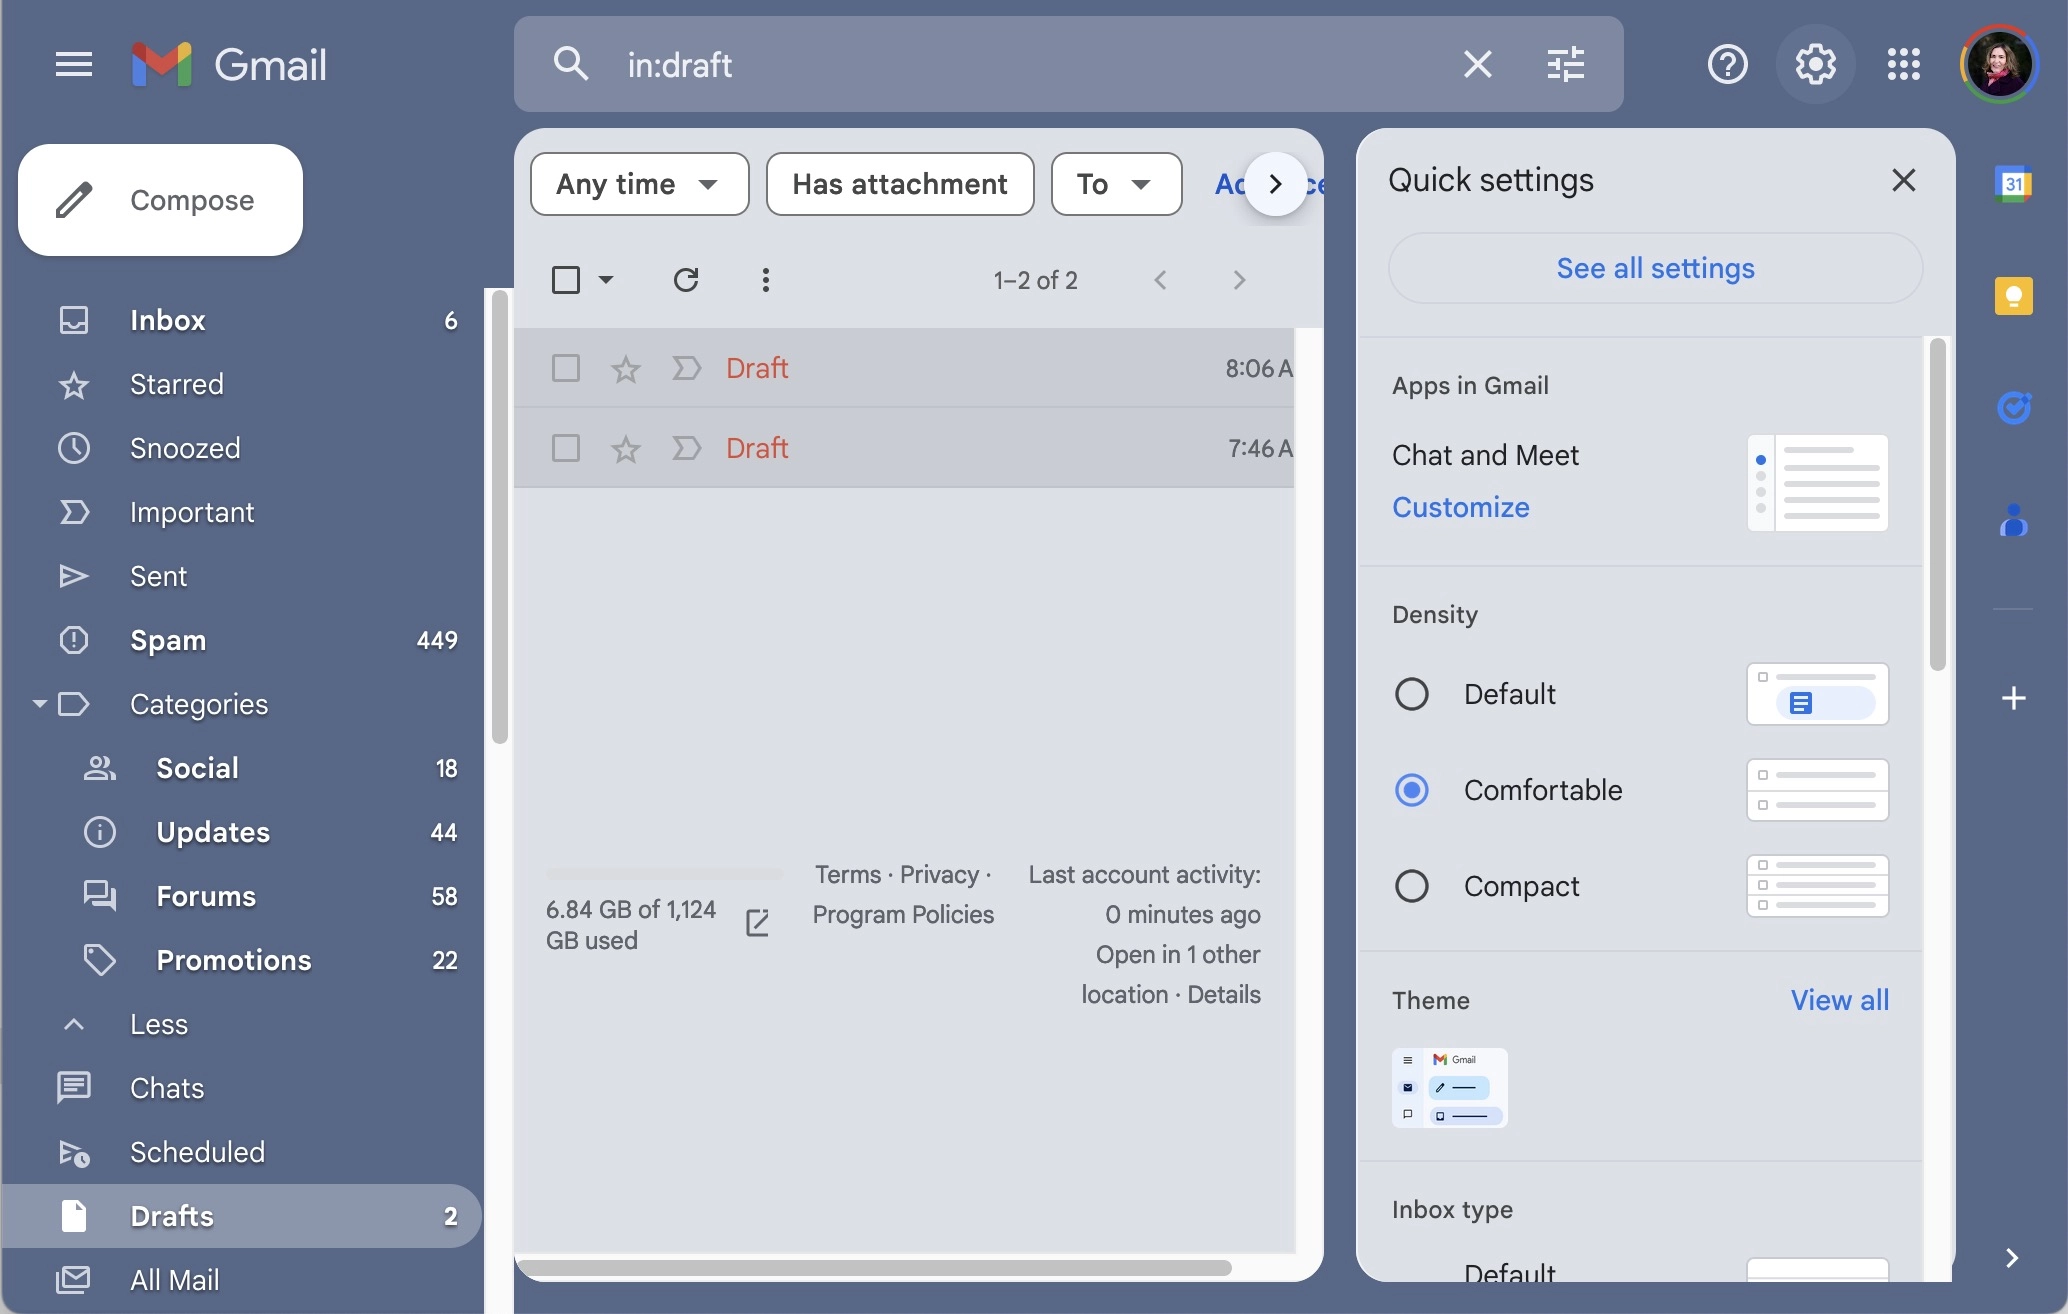 Gmail
in:draft
Compose
Inbox 6
Starred
Snoozed
Important
Sent
Spam 449
Categories
Social 18
Updates 44
Forums 58
Promotions 22
Less
Chats
Scheduled
Drafts 2
All Mail
Any time
Has attachment
To
1–2 of 2
Draft 8:06 A
Draft 7:46 A
6.84 GB of 1,124
GB used
Terms · Privacy ·
Program Policies
Last account activity:
0 minutes ago
Open in 1 other
location · Details
Quick settings
See all settings
Apps in Gmail
Chat and Meet
Customize
Density
Default
Comfortable
Compact
Theme View all
Gmail
Inbox type
Default
31